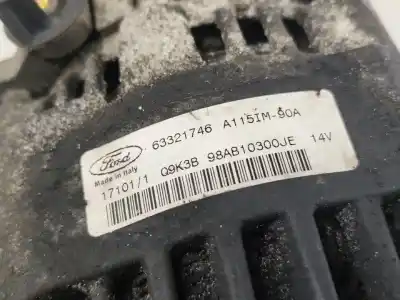 Ford
Made in Italy
63321746 A115IM-90A
17101/1 Q9K3B 98AB10300JE 14V